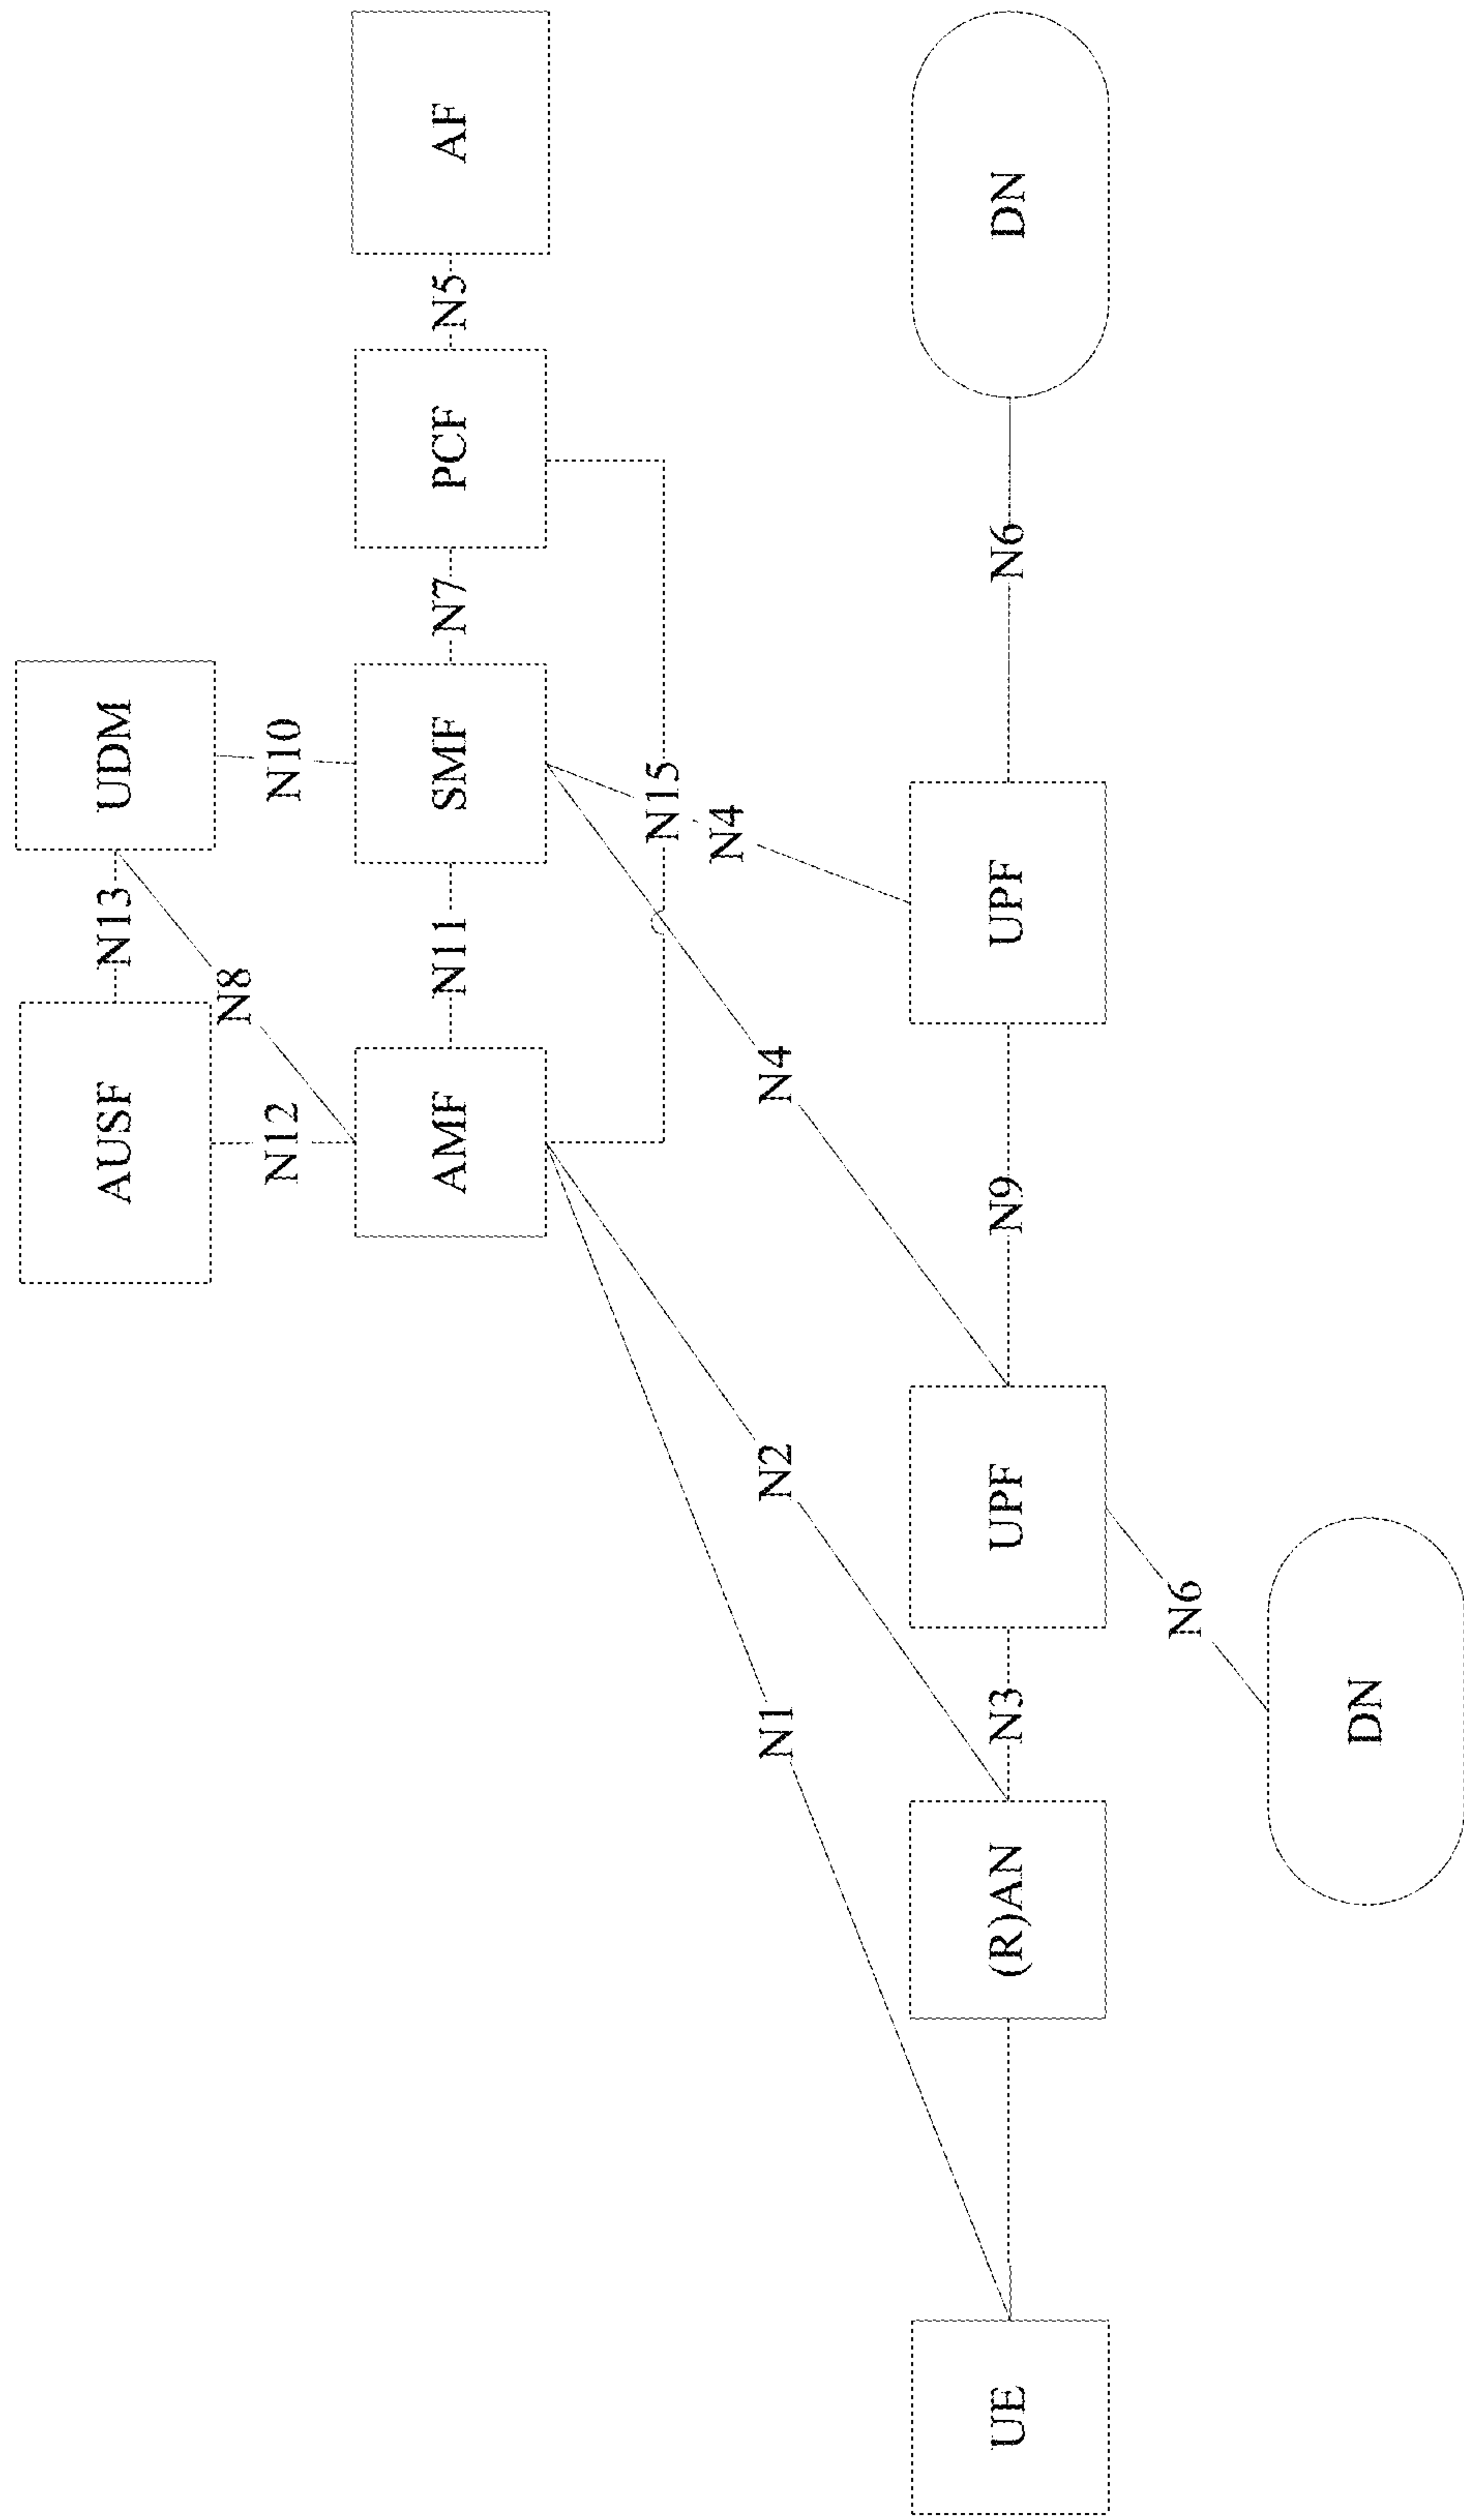 AUSF
N13
UDM
N8
N12
N10
AMF
N11
SMF
N7
PCF
N5
AF
N15
N4
N1
N2
N4
UE
(R)AN
N3
UPF
N9
UPF
N6
DN
N6
DN